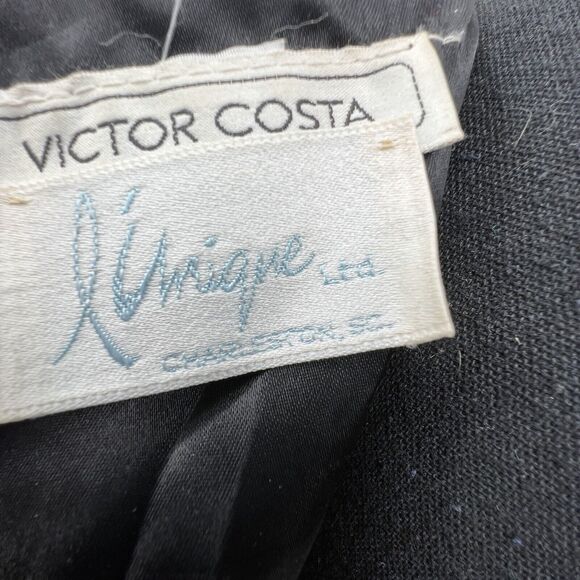 VICTOR COSTA
l'Unique Ltd.
CHARLESTON, SC.